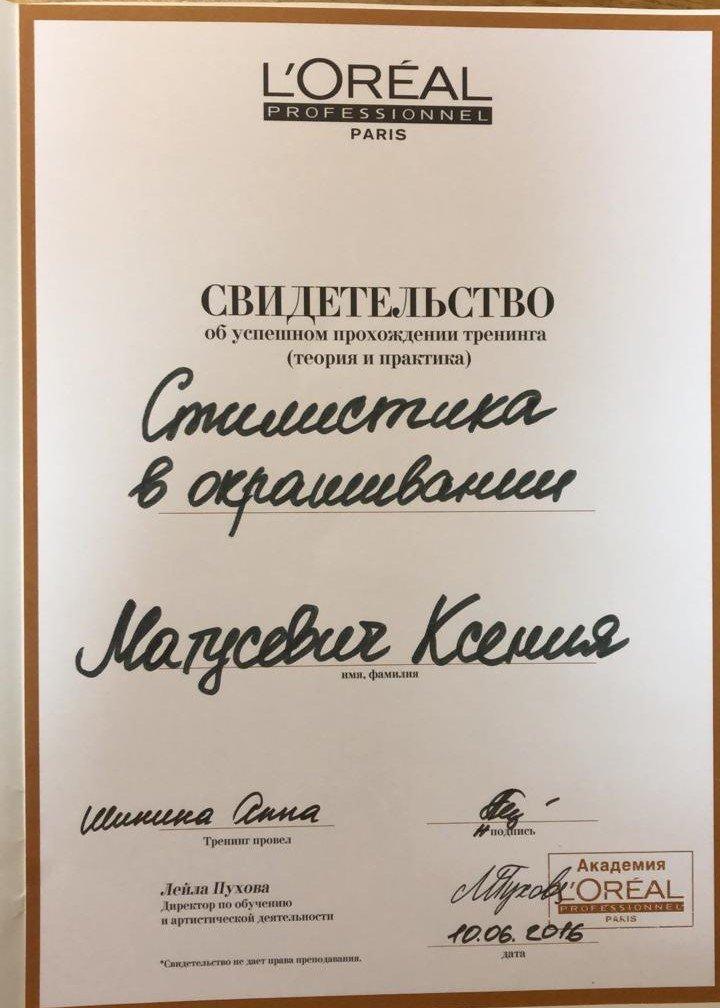 L'ORÉAL
PROFESSIONNEL
PARIS
СВИДЕТЕЛЬСТВО
об успешном прохождении тренинга
(теория и практика)
Стилистика
в окрашивании
Матусевич Ксения
имя, фамилия
Шинина Анна
Тренинг провел
подпись
Лейла Пухова
Директор по обучению
и артистической деятельности
ЛПухова
Академия
L'ORÉAL
PROFESSIONNEL
PARIS
10.06.2016
дата
*Свидетельство не дает права преподавания.